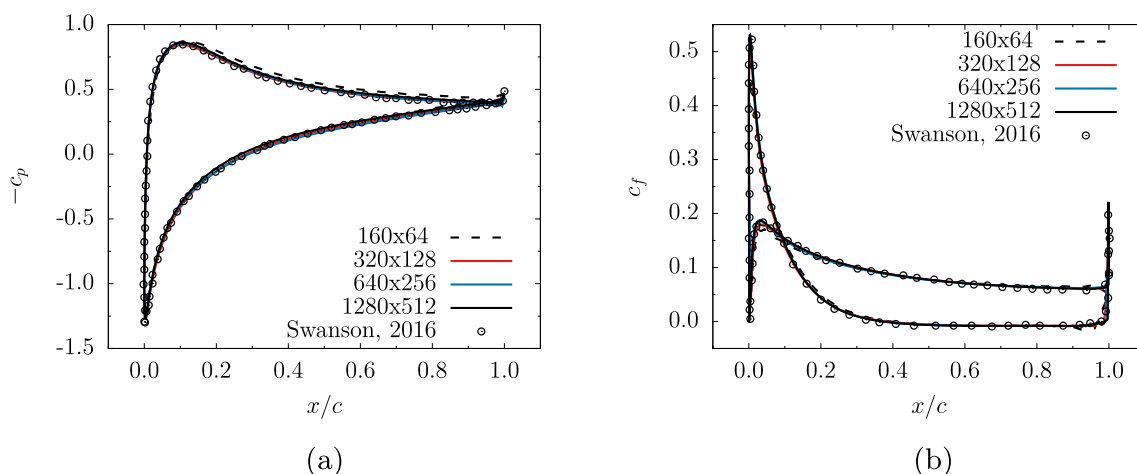 1.0
0.5
0.0
-0.5
-1.0
-1.5
−c_p
160x64
320x128
640x256
1280x512
Swanson, 2016
0.0 0.2 0.4 0.6 0.8 1.0
x/c
(a)
0.5
0.4
0.3
0.2
0.1
0.0
c_f
160x64
320x128
640x256
1280x512
Swanson, 2016
0.0 0.2 0.4 0.6 0.8 1.0
x/c
(b)